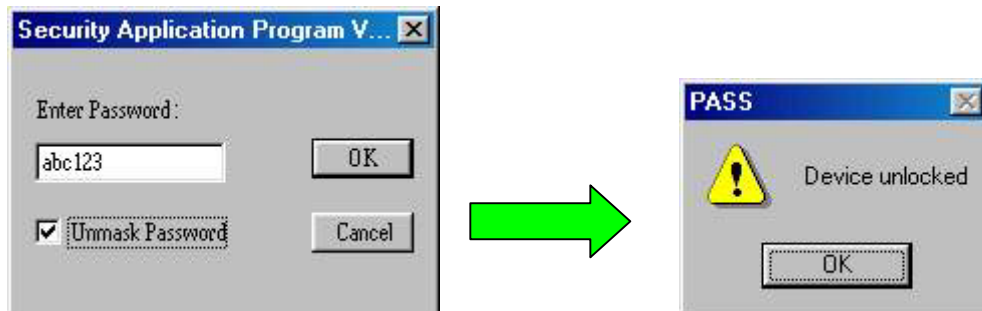 Security Application Program V...
Enter Password:
abc123
OK
Unmask Password
Cancel
PASS
Device unlocked
OK